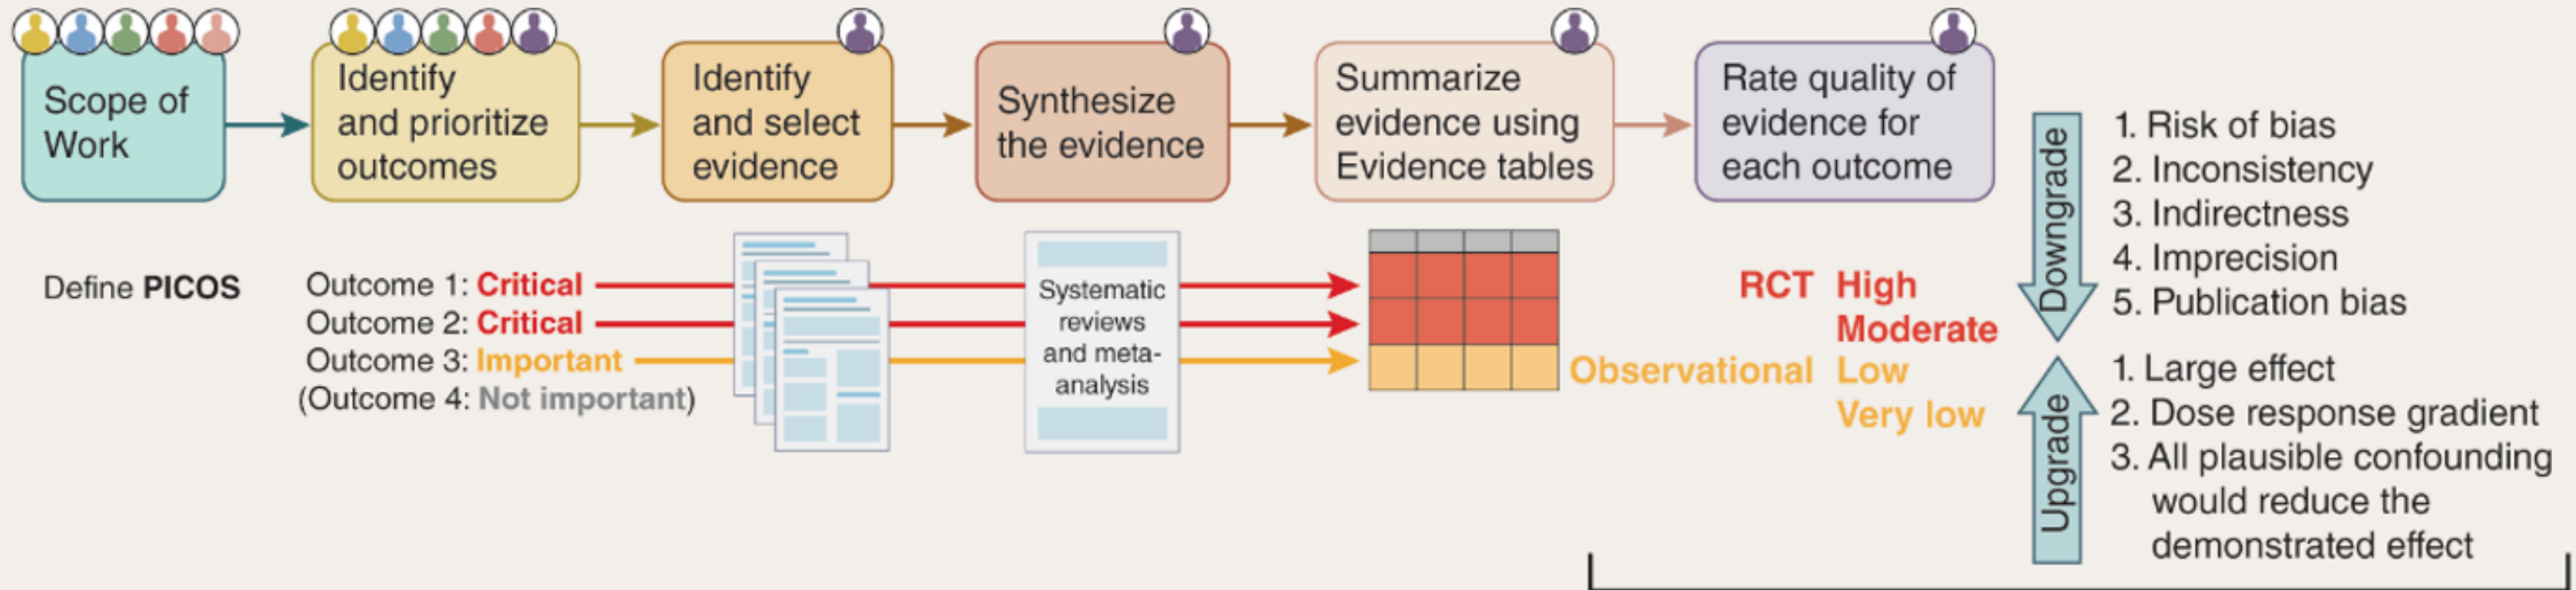 Scope of
Work
Identify
and prioritize
outcomes
Identify
and select
evidence
Synthesize
the evidence
Summarize
evidence using
Evidence tables
Rate quality of
evidence for
each outcome
Define PICOS
Outcome 1: Critical
Outcome 2: Critical
Outcome 3: Important
(Outcome 4: Not important)
Systematic
reviews
and meta-
analysis
RCT High
Moderate
Observational Low
Very low
Downgrade
1. Risk of bias
2. Inconsistency
3. Indirectness
4. Imprecision
5. Publication bias
Upgrade
1. Large effect
2. Dose response gradient
3. All plausible confounding
would reduce the
demonstrated effect